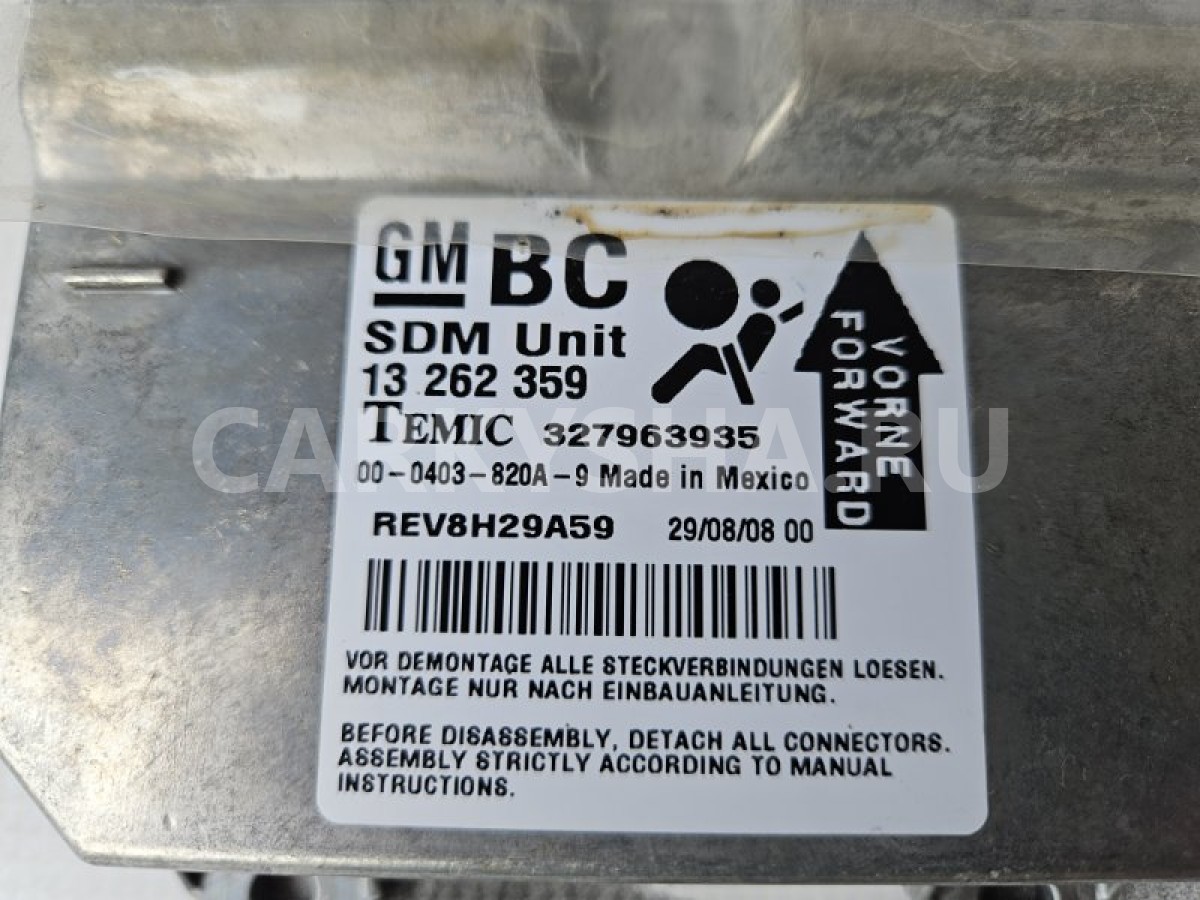 GM BC
SDM Unit
13 262 359
TEMIC 327963935
00-0403-820A-9 Made in Mexico
REV8H29A59 29/08/08 00
VORNE
FORWARD
VOR DEMONTAGE ALLE STECKVERBINDUNGEN LOESEN.
MONTAGE NUR NACH EINBAUANLEITUNG.
BEFORE DISASSEMBLY, DETACH ALL CONNECTORS.
ASSEMBLY STRICTLY ACCORDING TO MANUAL
INSTRUCTIONS.
CARKYSHA.RU